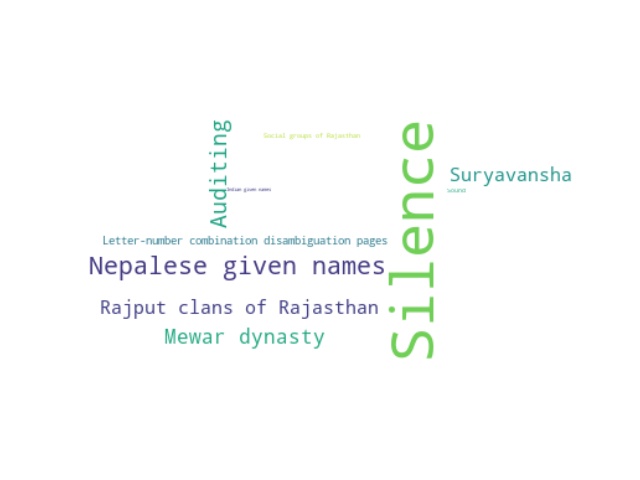 Silence
Auditing
Social groups of Rajasthan
Suryavansha
Indian given names
Letter-number combination disambiguation pages
Nepalese given names
Rajput clans of Rajasthan
Mewar dynasty